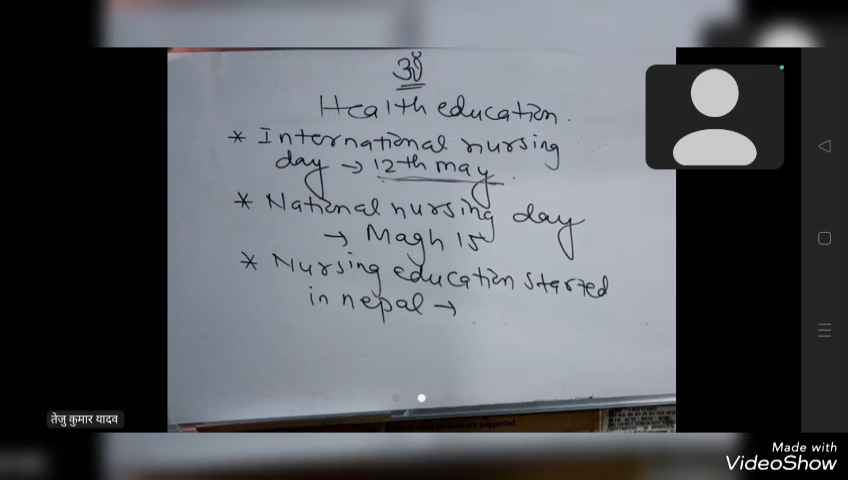 ॐ
Health education.
* International nursing
day → 12th may.
* National nursing day
→ Magh 15
* Nursing education started
in nepal →
तेजु कुमार यादव
Made with
VideoShow